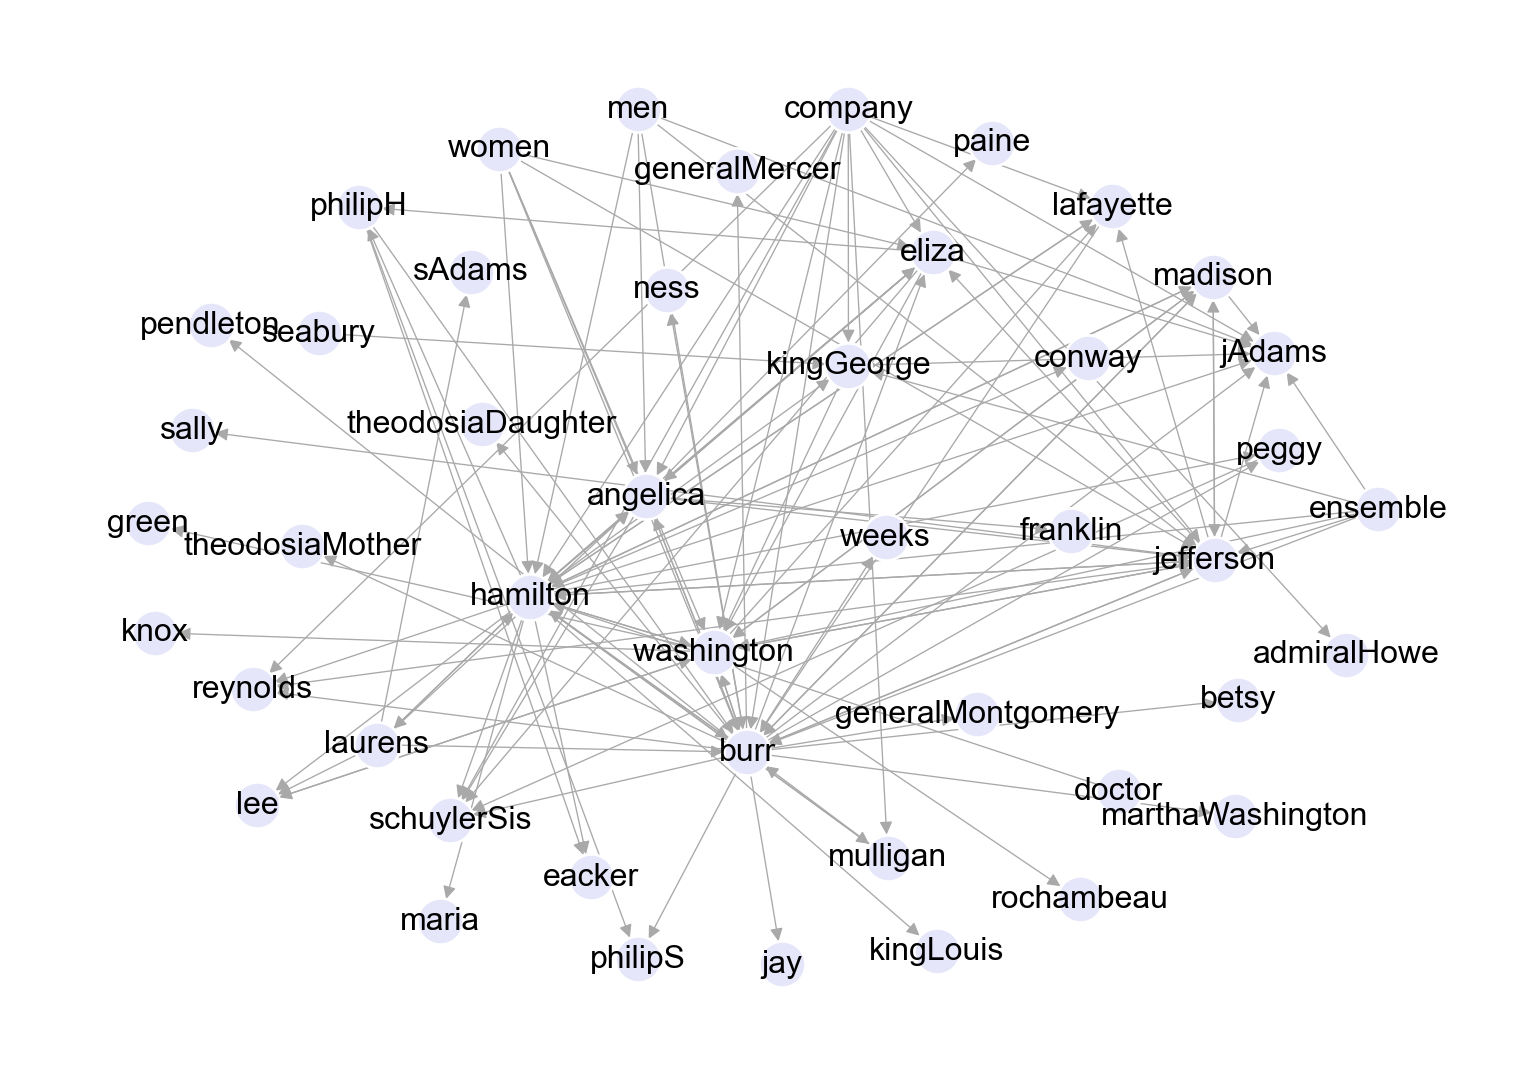 men
company
women
paine
generalMercer
philipH
lafayette
eliza
sAdams
madison
ness
pendleton
seabury
kingGeorge
conway
jAdams
theodosiaDaughter
sally
peggy
angelica
ensemble
green
weeks
franklin
theodosiaMother
jefferson
hamilton
knox
washington
admiralHowe
reynolds
betsy
generalMontgomery
laurens
burr
doctor
lee
marthaWashington
schuylerSis
mulligan
eacker
rochambeau
maria
kingLouis
philipS
jay